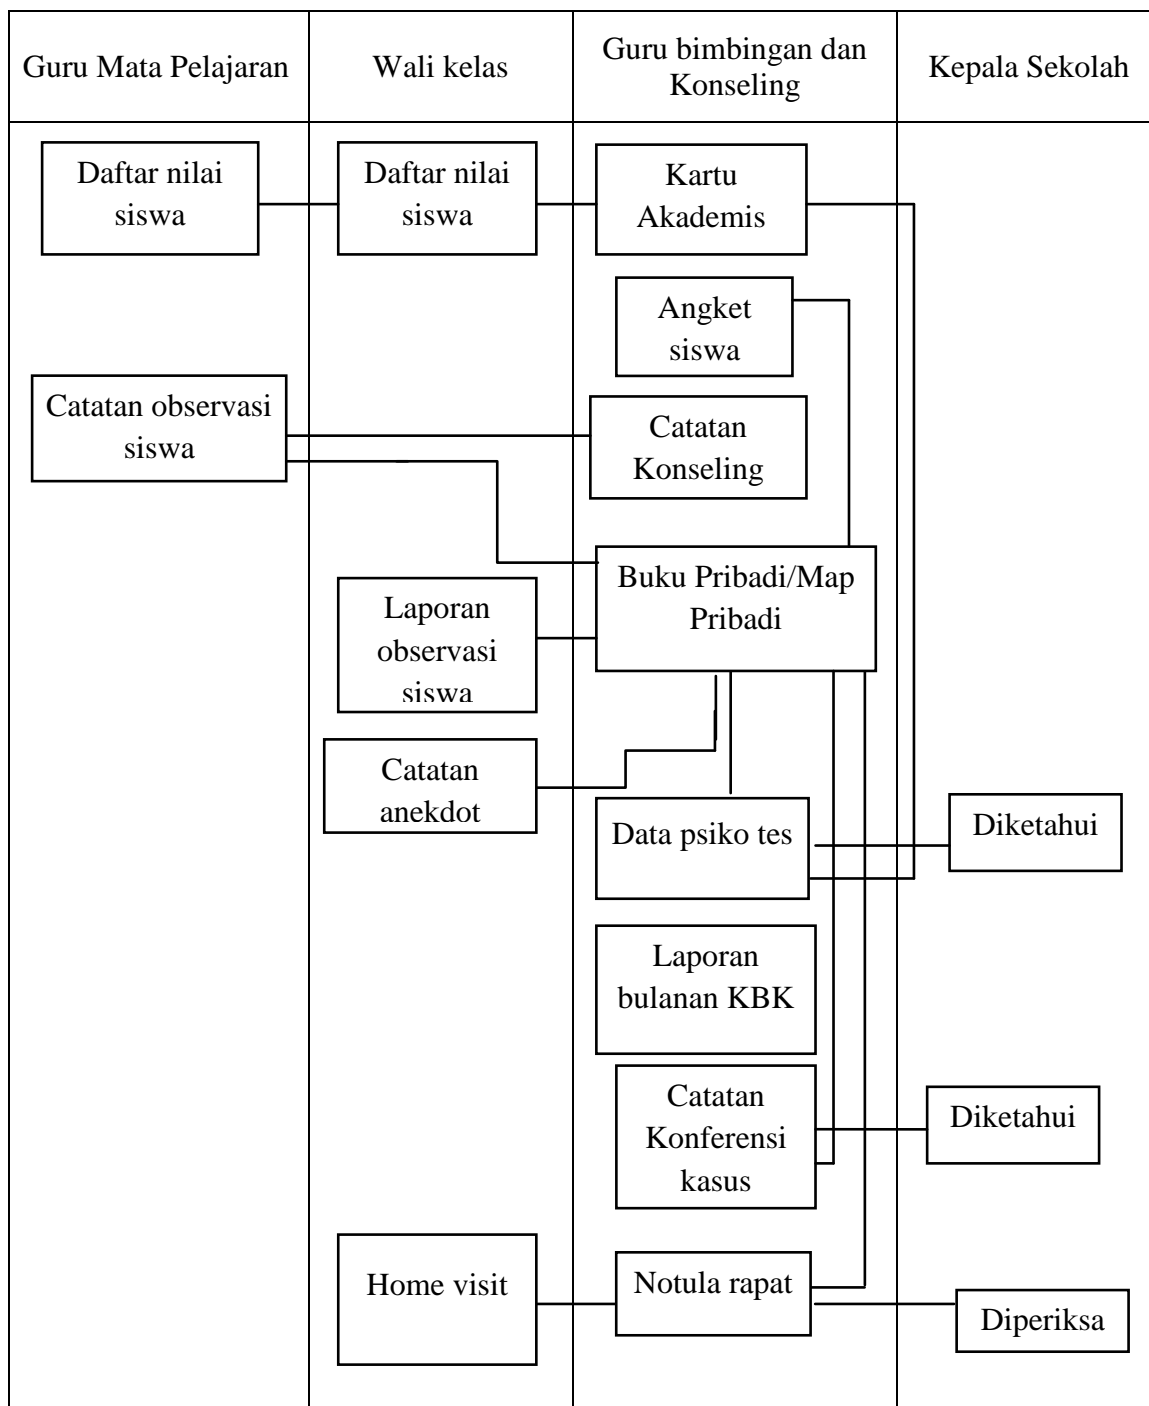 Guru Mata Pelajaran
Wali kelas
Guru bimbingan dan
Konseling
Kepala Sekolah
Daftar nilai
siswa
Daftar nilai
siswa
Kartu
Akademis
Angket
siswa
Catatan observasi
siswa
Catatan
Konseling
Buku Pribadi/Map
Pribadi
Laporan
observasi
siswa
Catatan
anekdot
Data psiko tes
Diketahui
Laporan
bulanan KBK
Catatan
Konferensi
kasus
Diketahui
Home visit
Notula rapat
Diperiksa